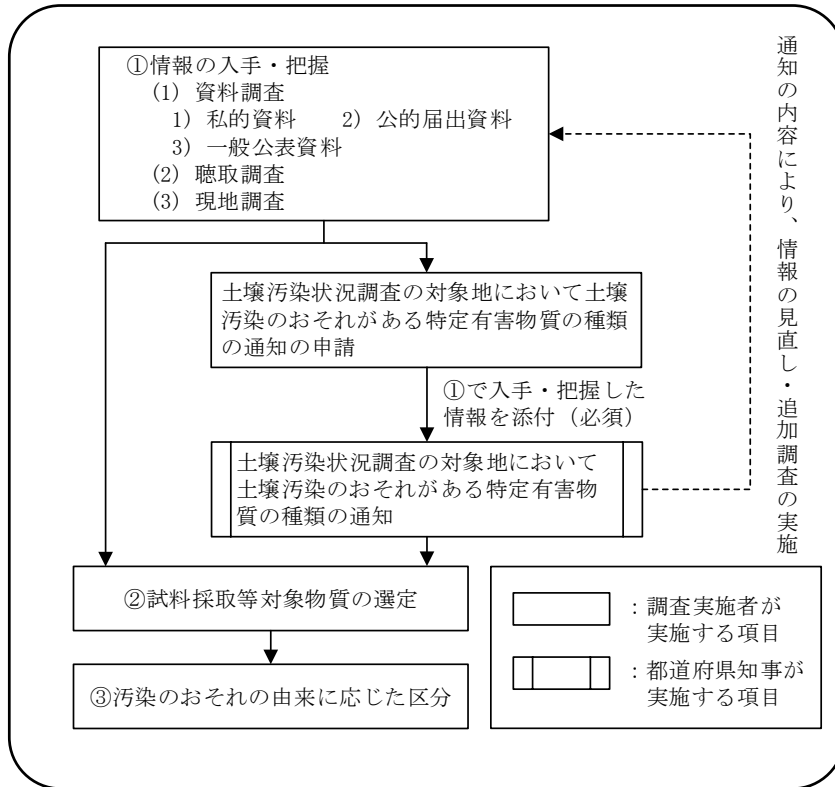 ①情報の入手・把握
(1) 資料調査
1) 私的資料　　2) 公的届出資料
3) 一般公表資料
(2) 聴取調査
(3) 現地調査
通知の内容により、情報の見直し・追加調査の実施
土壌汚染状況調査の対象地において土壌
汚染のおそれがある特定有害物質の種類
の通知の申請
①で入手・把握した
情報を添付（必須）
土壌汚染状況調査の対象地において
土壌汚染のおそれがある特定有害物
質の種類の通知
②試料採取等対象物質の選定
③汚染のおそれの由来に応じた区分
：調査実施者が
実施する項目
：都道府県知事が
実施する項目